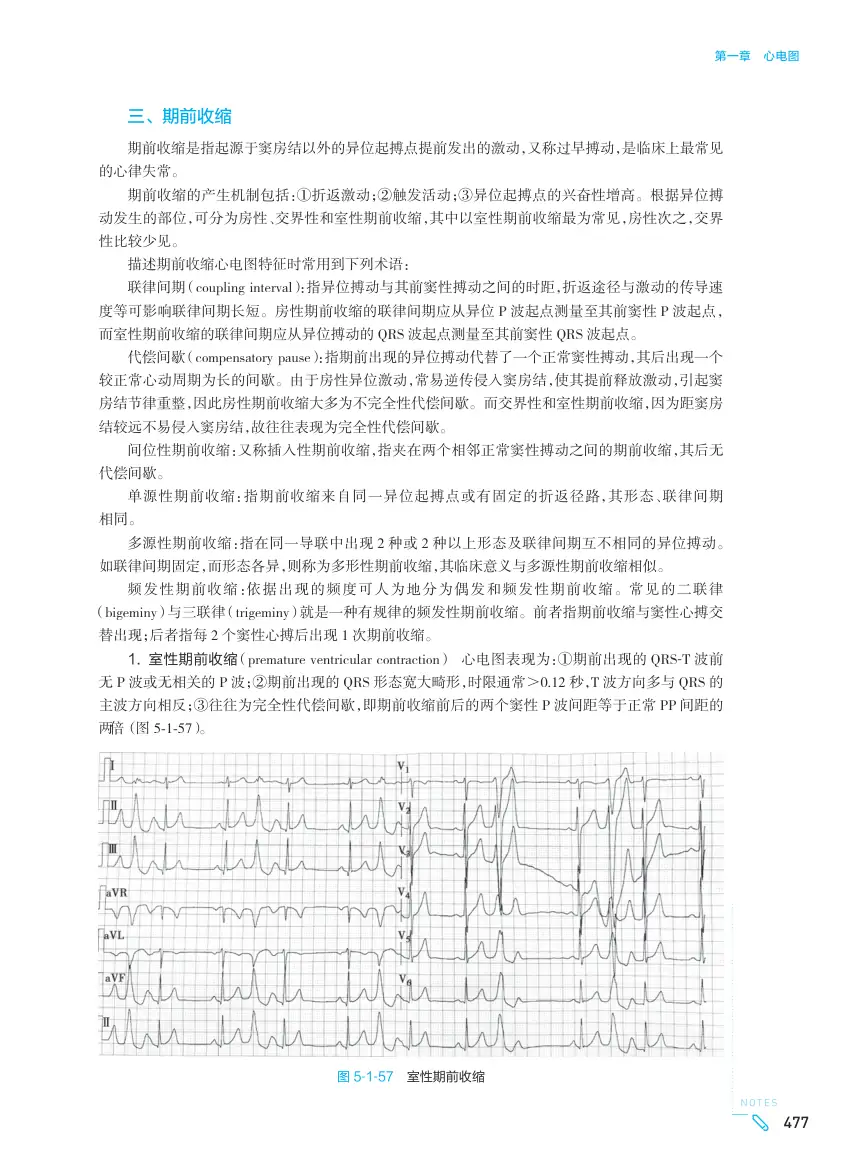 第一章 心电图
三、期前收缩
期前收缩是指起源于窦房结以外的异位起搏点提前发出的激动,又称过早搏动,是临床上最常见
的心律失常。
期前收缩的产生机制包括:①折返激动;②触发活动;③异位起搏点的兴奋性增高。根据异位搏
动发生的部位,可分为房性、交界性和室性期前收缩,其中以室性期前收缩最为常见,房性次之,交界
性比较少见。
描述期前收缩心电图特征时常用到下列术语:
联律间期(coupling interval):指异位搏动与其前窦性搏动之间的时距,折返途径与激动的传导速
度等可影响联律间期长短。房性期前收缩的联律间期应从异位 P 波起点测量至其前窦性 P 波起点,
而室性期前收缩的联律间期应从异位搏动的 QRS 波起点测量至其前窦性 QRS 波起点。
代偿间歇(compensatory pause):指期前出现的异位搏动代替了一个正常窦性搏动,其后出现一个
较正常心动周期为长的间歇。由于房性异位激动,常易逆传侵入窦房结,使其提前释放激动,引起窦
房结节律重整,因此房性期前收缩大多为不完全性代偿间歇。而交界性和室性期前收缩,因为距窦房
结较远不易侵入窦房结,故往往表现为完全性代偿间歇。
间位性期前收缩:又称插入性期前收缩,指夹在两个相邻正常窦性搏动之间的期前收缩,其后无
代偿间歇。
单源性期前收缩:指期前收缩来自同一异位起搏点或有固定的折返径路,其形态、联律间期
相同。
多源性期前收缩:指在同一导联中出现 2 种或 2 种以上形态及联律间期互不相同的异位搏动。
如联律间期固定,而形态各异,则称为多形性期前收缩,其临床意义与多源性期前收缩相似。
频发性期前收缩:依据出现的频度可人为地分为偶发和频发性期前收缩。常见的二联律
(bigeminy)与三联律(trigeminy)就是一种有规律的频发性期前收缩。前者指期前收缩与窦性心搏交
替出现;后者指每 2 个窦性心搏后出现 1 次期前收缩。
1. 室性期前收缩(premature ventricular contraction) 心电图表现为:①期前出现的 QRS-T 波前
无 P 波或无相关的 P 波;②期前出现的 QRS 形态宽大畸形,时限通常>0.12 秒,T 波方向多与 QRS 的
主波方向相反;③往往为完全性代偿间歇,即期前收缩前后的两个窦性 P 波间距等于正常 PP 间距的
两倍(图 5-1-57)。
I V1
II V2
III V3
aVR V4
aVL V5
aVF V6
II
图 5-1-57 室性期前收缩
NOTES
477